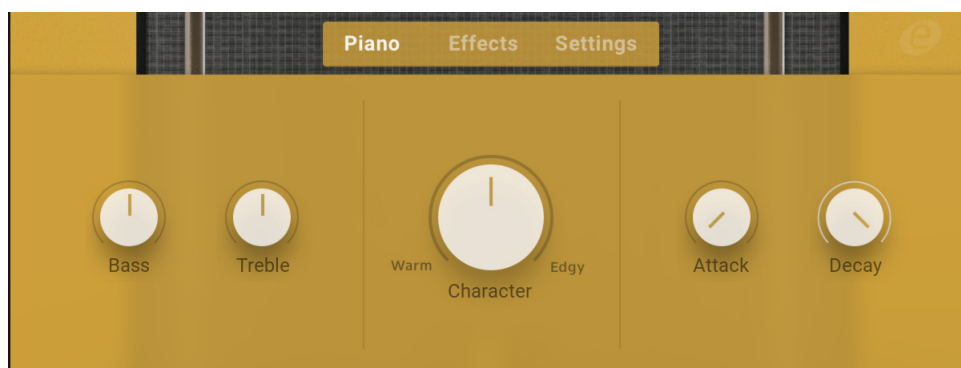 Piano Effects Settings
Bass Treble Warm Edgy Attack Decay
Character